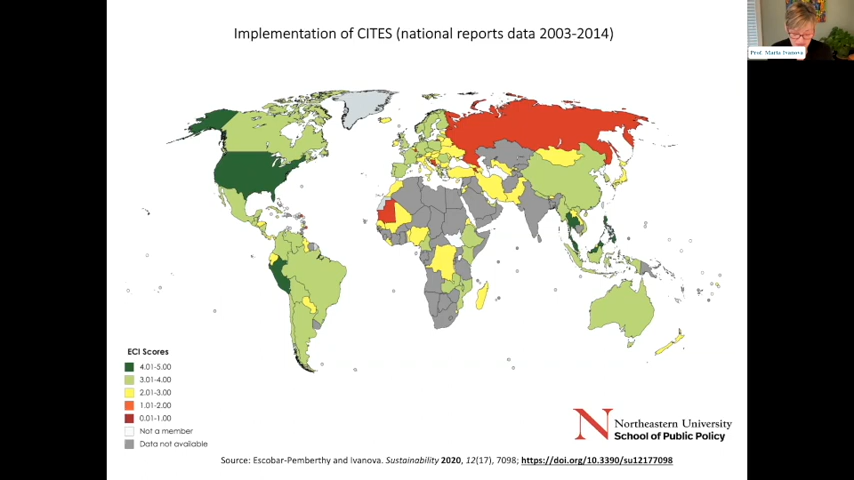 Implementation of CITES (national reports data 2003-2014)
Prof. Maria Ivanova
ECI Scores
4.01-5.00
3.01-4.00
2.01-3.00
1.01-2.00
0.01-1.00
Not a member
Data not available
N
Northeastern University
School of Public Policy
Source: Escobar-Pemberthy and Ivanova. Sustainability 2020, 12(17), 7098; https://doi.org/10.3390/su12177098